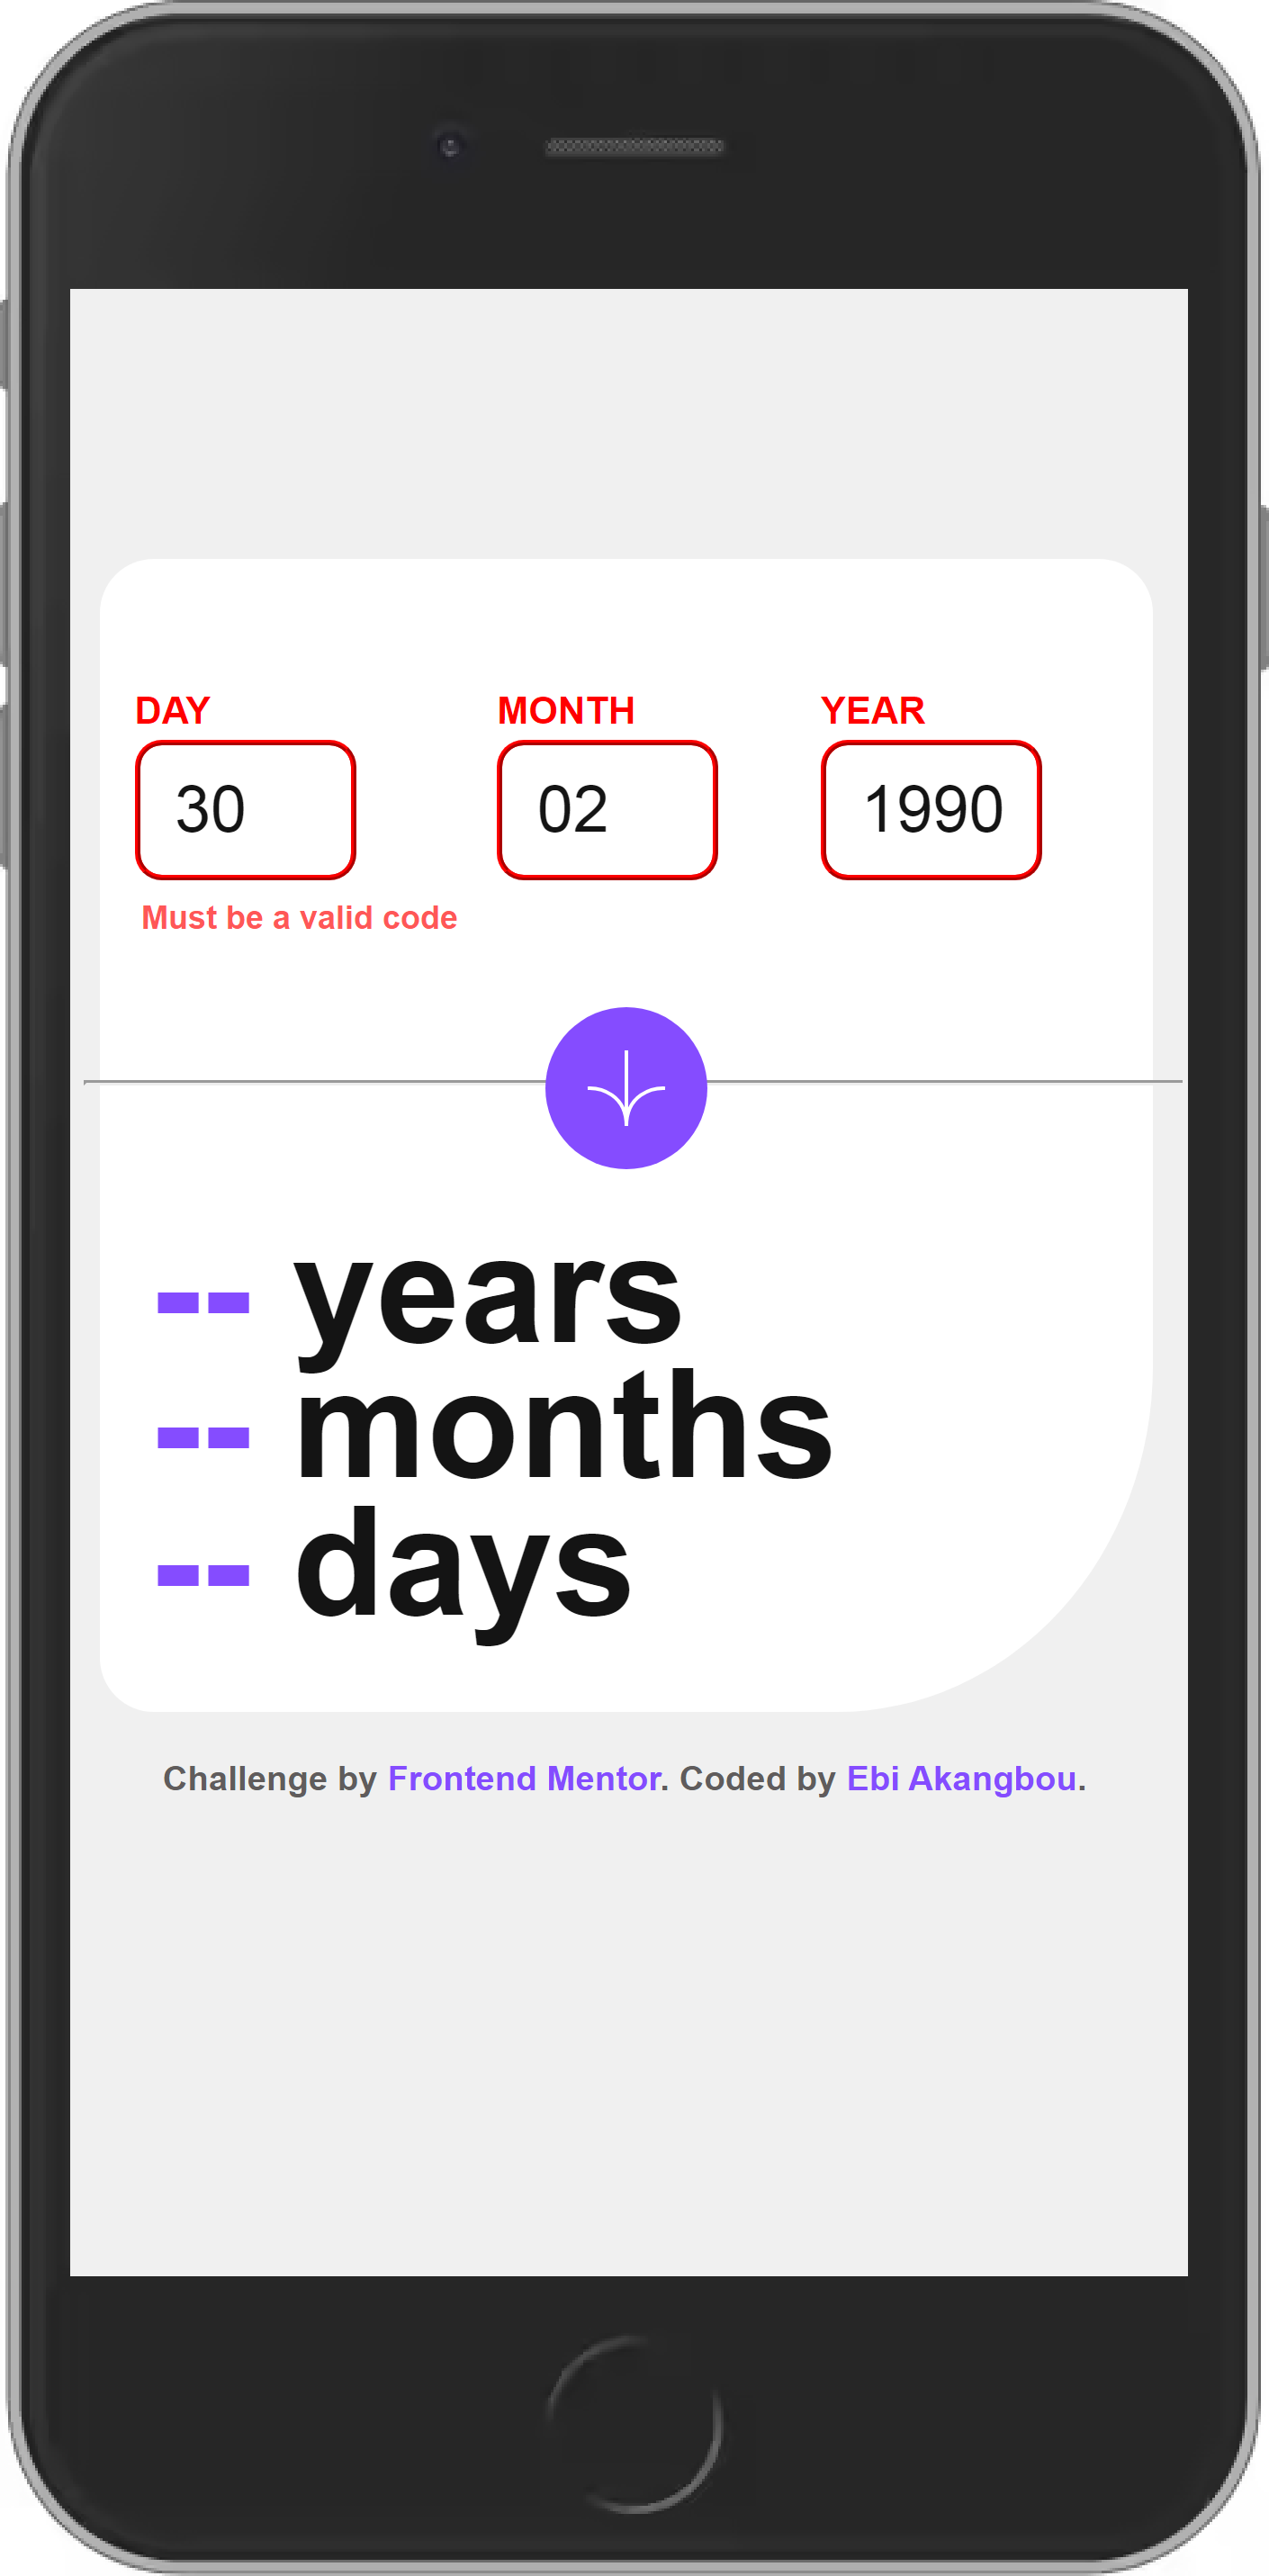 DAY MONTH YEAR
30 02 1990
Must be a valid code
-- years
-- months
-- days
Challenge by Frontend Mentor. Coded by Ebi Akangbou.